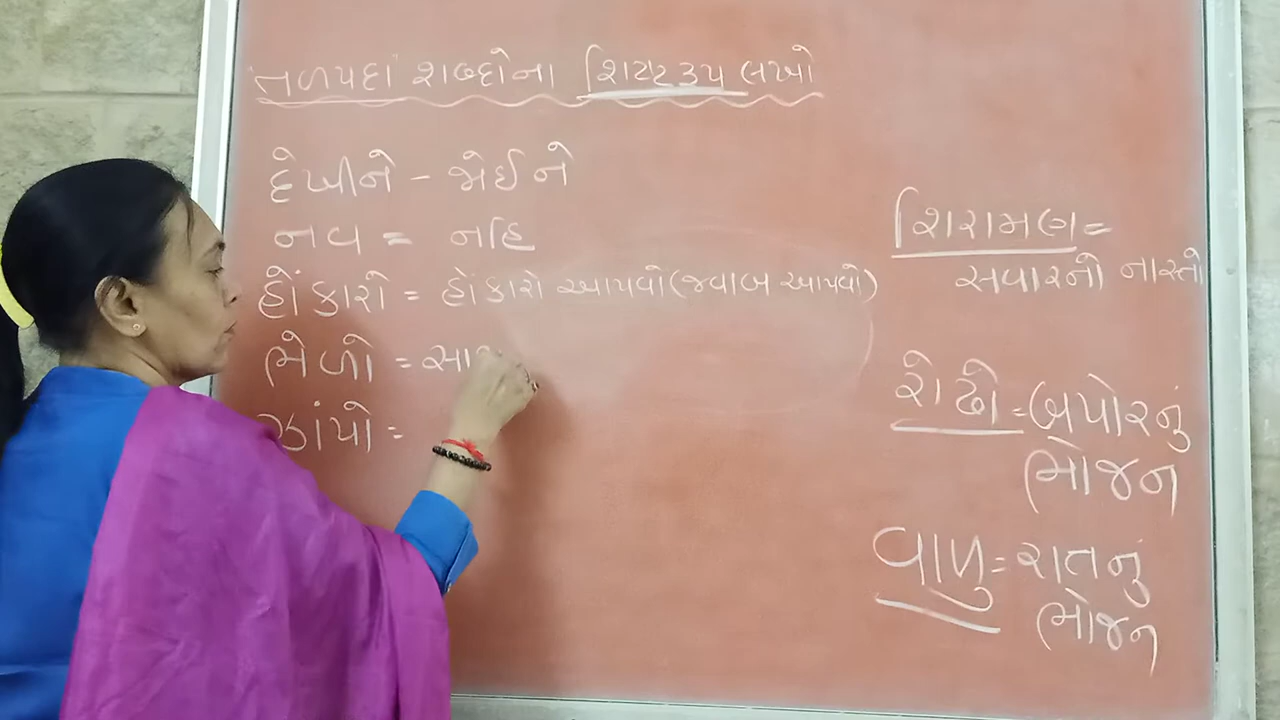 "તળપદા" શબ્દોના શિષ્ટરૂપ લખો
દેખીને - જોઈને
નવ = નહિ
હોંકારો = હોંકારો આપવો (જવાબ આપવો)
ભેળો =
ઝાંપો =
શિરામણ =
સવારનો નાસ્તો
રોઢો = બપોરનું
ભોજન
વાળુ = રાતનું
ભોજન